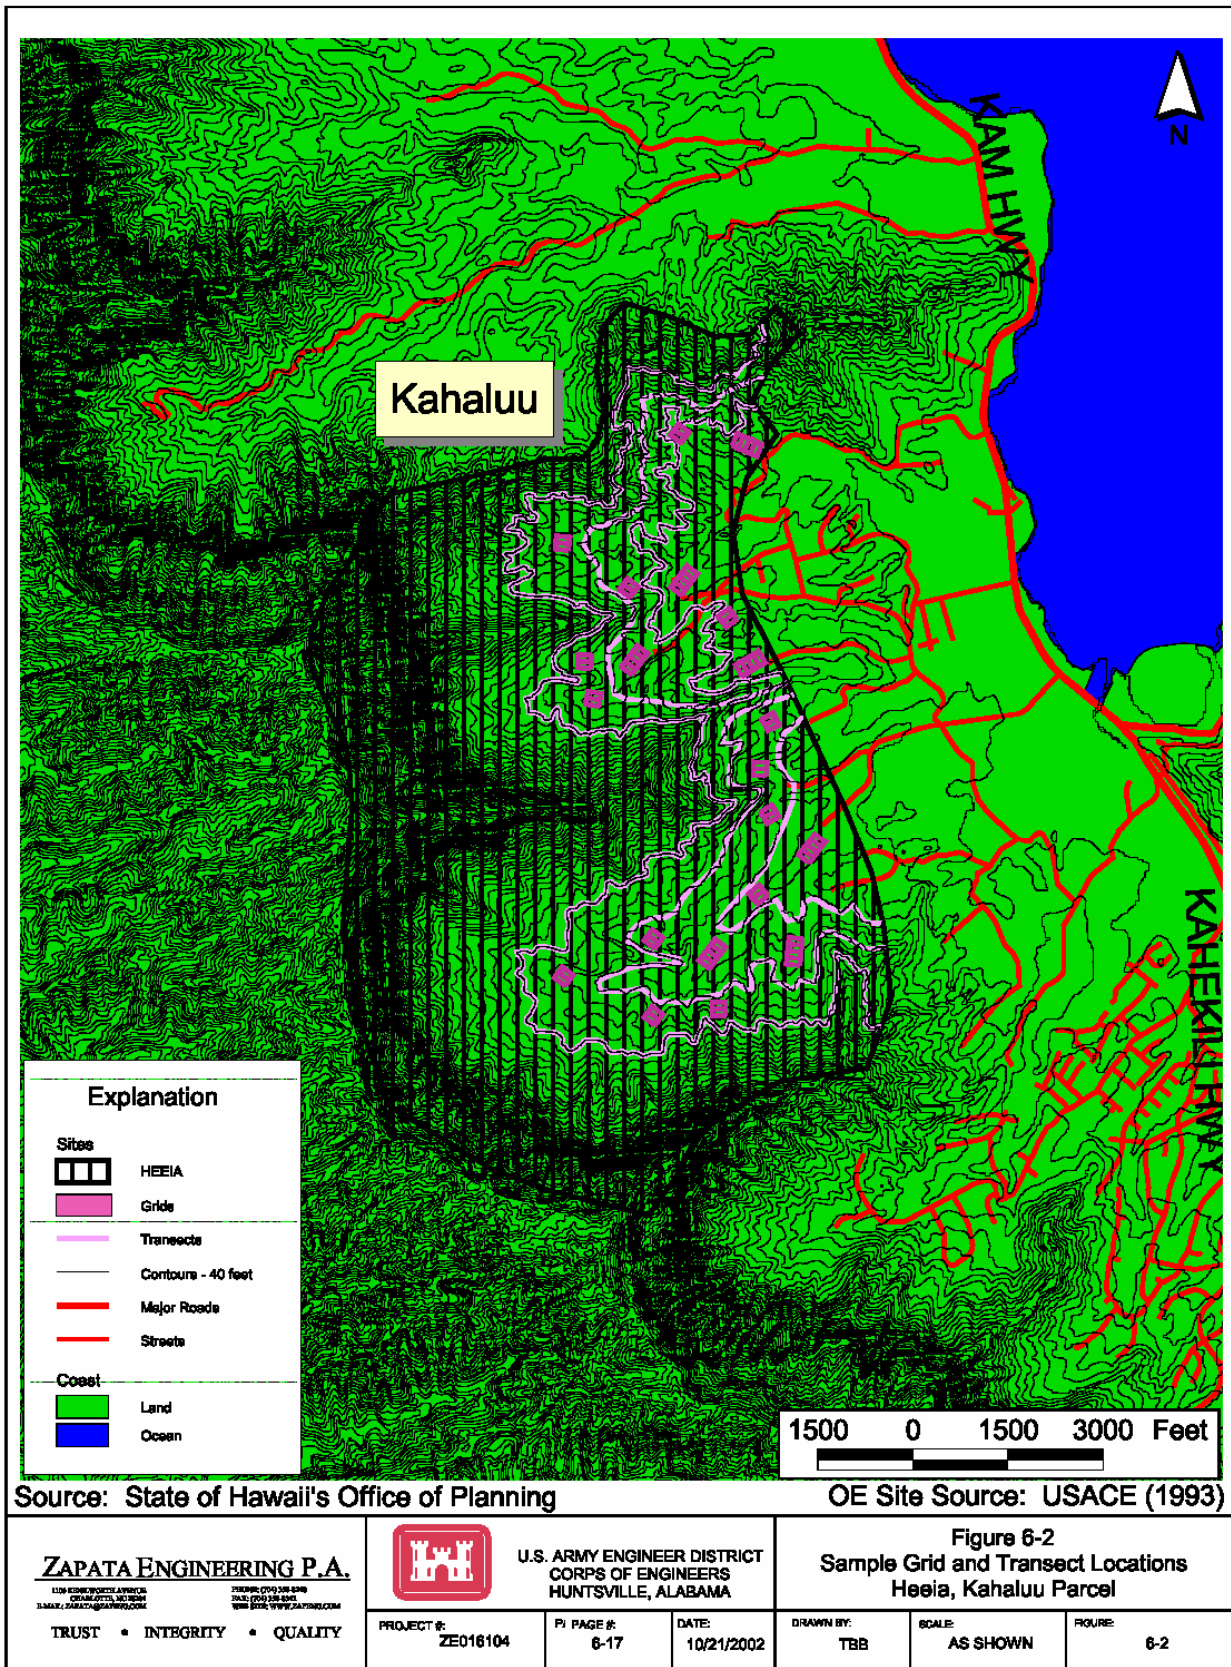 KAM HWY
N
Kahaluu
KAHEKILI HWY
Explanation
Sites
HEEIA
Grids
Transects
Contours - 40 feet
Major Roads
Streets
Coast
Land
Ocean
1500 0 1500 3000 Feet
Source: State of Hawaii's Office of Planning
OE Site Source: USACE (1993)
ZAPATA ENGINEERING P.A.
TRUST • INTEGRITY • QUALITY
U.S. ARMY ENGINEER DISTRICT
CORPS OF ENGINEERS
HUNTSVILLE, ALABAMA
Figure 6-2
Sample Grid and Transect Locations
Heeia, Kahaluu Parcel
PROJECT #:
ZE016104
P/ PAGE #:
6-17
DATE:
10/21/2002
DRAWN BY:
TBB
SCALE:
AS SHOWN
FIGURE:
6-2